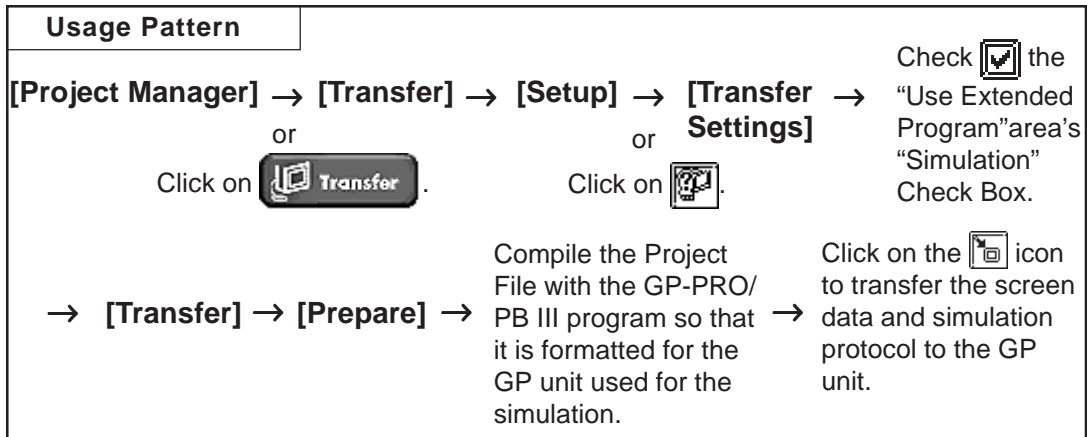 Usage Pattern
[Project Manager] → [Transfer] → [Setup] → [Transfer Settings] →
or
Click on Transfer .
or
Click on .
Check the
“Use Extended
Program”area's
“Simulation”
Check Box.
→ [Transfer] → [Prepare] →
Compile the Project
File with the GP-PRO/
PB III program so that
it is formatted for the
GP unit used for the
simulation.
→
Click on the icon
to transfer the screen
data and simulation
protocol to the GP
unit.